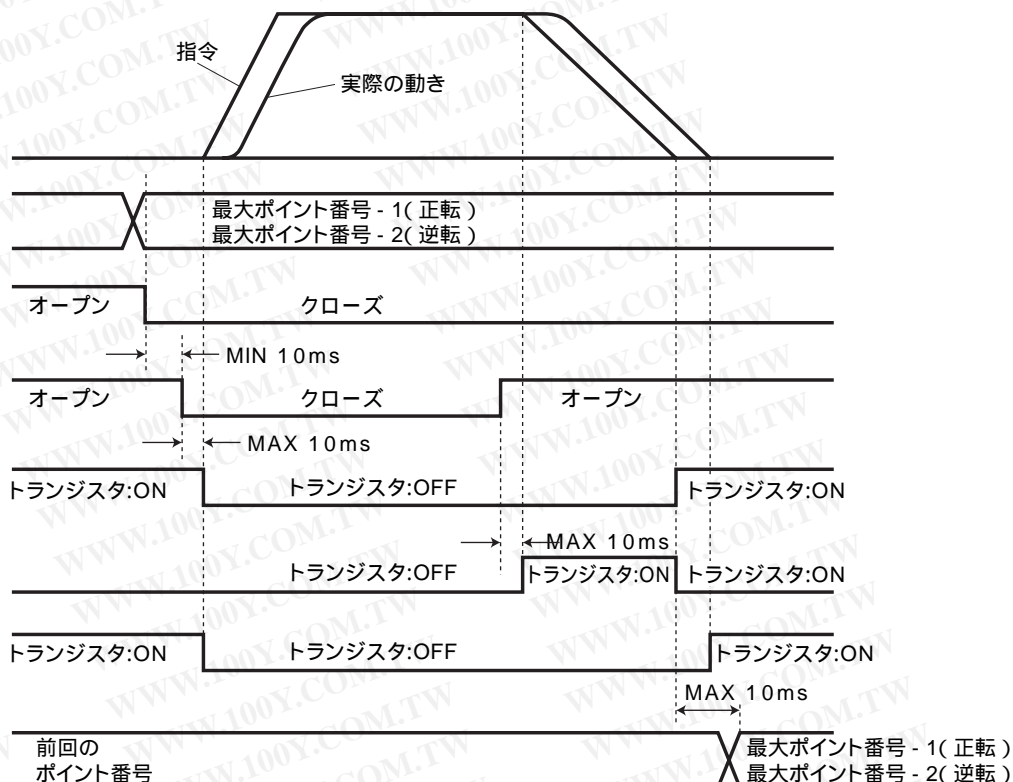 指令
実際の動き
最大ポイント番号 - 1( 正転 )
最大ポイント番号 - 2( 逆転 )
オープン クローズ
MIN 10ms
オープン クローズ オープン
MAX 10ms
トランジスタ:ON トランジスタ:OFF トランジスタ:ON
MAX 10ms
トランジスタ:OFF トランジスタ:ON トランジスタ:ON
トランジスタ:ON トランジスタ:OFF トランジスタ:ON
MAX 10ms
前回の
ポイント番号
最大ポイント番号 - 1( 正転 )
最大ポイント番号 - 2( 逆転 )
WWW.100Y.COM.TW